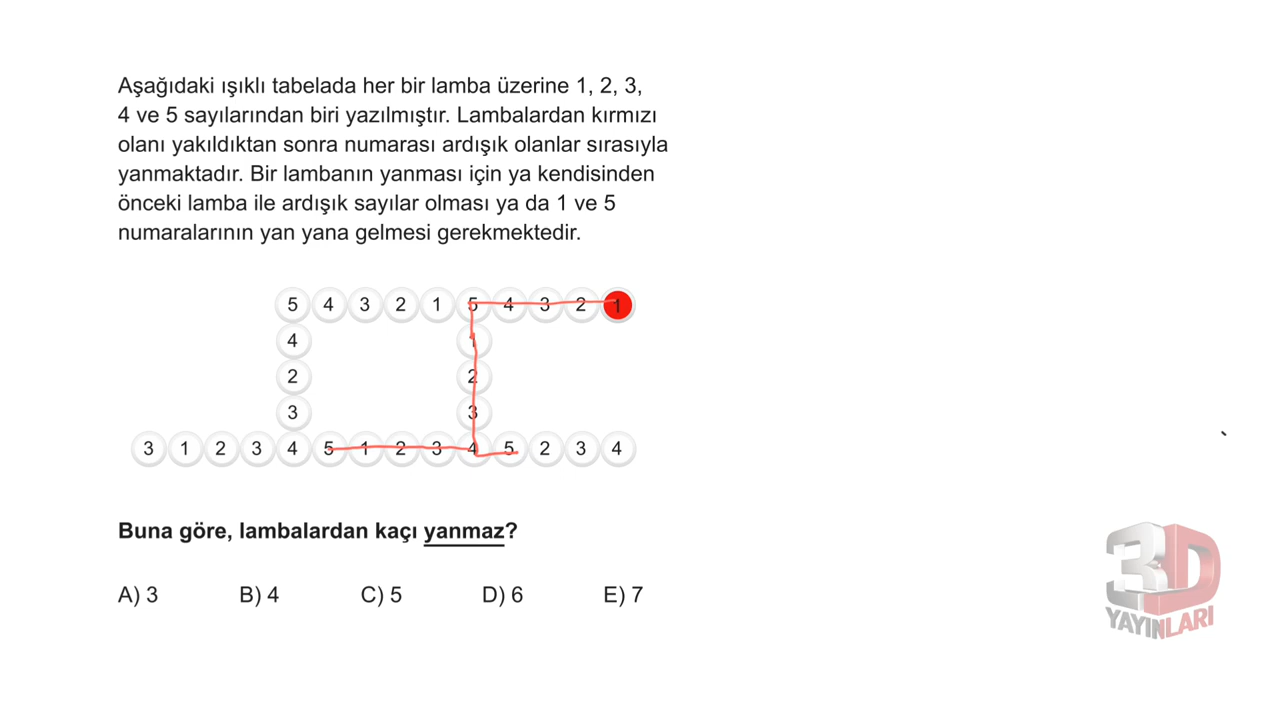 Aşağıdaki ışıklı tabelada her bir lamba üzerine 1, 2, 3,
4 ve 5 sayılarından biri yazılmıştır. Lambalardan kırmızı
olanı yakıldıktan sonra numarası ardışık olanlar sırasıyla
yanmaktadır. Bir lambanın yanması için ya kendisinden
önceki lamba ile ardışık sayılar olması ya da 1 ve 5
numaralarının yan yana gelmesi gerekmektedir.
5 4 3 2 1 5 4 3 2 1
4 1
2 2
3 3
3 1 2 3 4 5 1 2 3 4 5 2 3 4
Buna göre, lambalardan kaçı yanmaz?
A) 3 B) 4 C) 5 D) 6 E) 7
3D
YAYINLARI